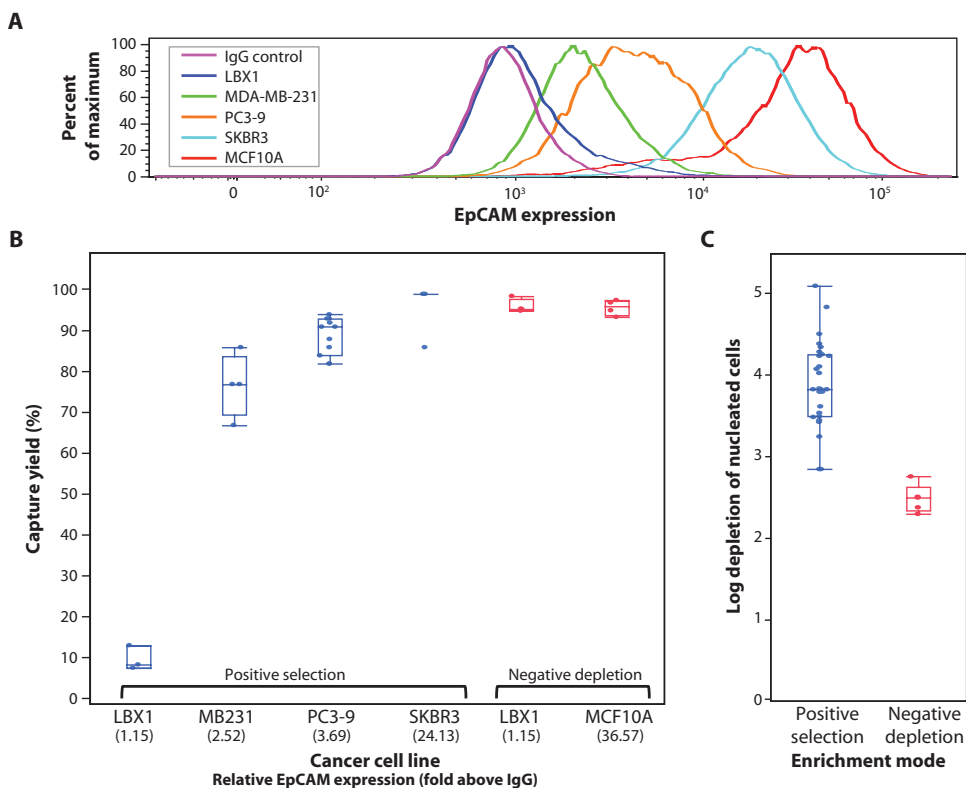 A
Percent
of maximum
100
80
60
40
20
0
IgG control
LBX1
MDA-MB-231
PC3-9
SKBR3
MCF10A
0 10² 10³ 10⁴ 10⁵
EpCAM expression
B
Capture yield (%)
100
90
80
70
60
50
40
30
20
10
0
Positive selection
Negative depletion
LBX1 MB231 PC3-9 SKBR3 LBX1 MCF10A
(1.15) (2.52) (3.69) (24.13) (1.15) (36.57)
Cancer cell line
Relative EpCAM expression (fold above IgG)
C
Log depletion of nucleated cells
5
4
3
2
1
0
Positive Negative
selection depletion
Enrichment mode